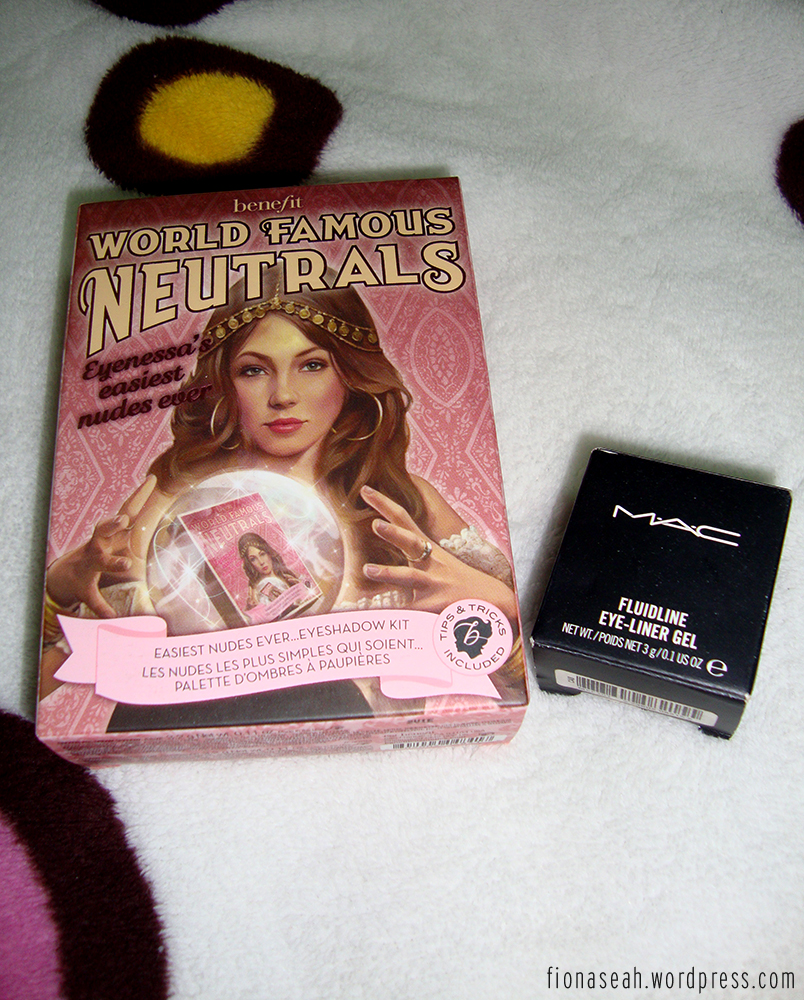 benefit
WORLD FAMOUS
NEUTRALS
Eyenessa's
easiest
nudes ever
WORLD FAMOUS
NEUTRALS
EASIEST NUDES EVER...EYESHADOW KIT
LES NUDES LES PLUS SIMPLES QUI SOIENT...
PALETTE D'OMBRES À PAUPIÈRES
TIPS & TRICKS
b
INCLUDED
M·A·C
FLUIDLINE
EYE-LINER GEL
NET WT./POIDS NET 3 g/0.1 US OZ e
fionaseah.wordpress.com